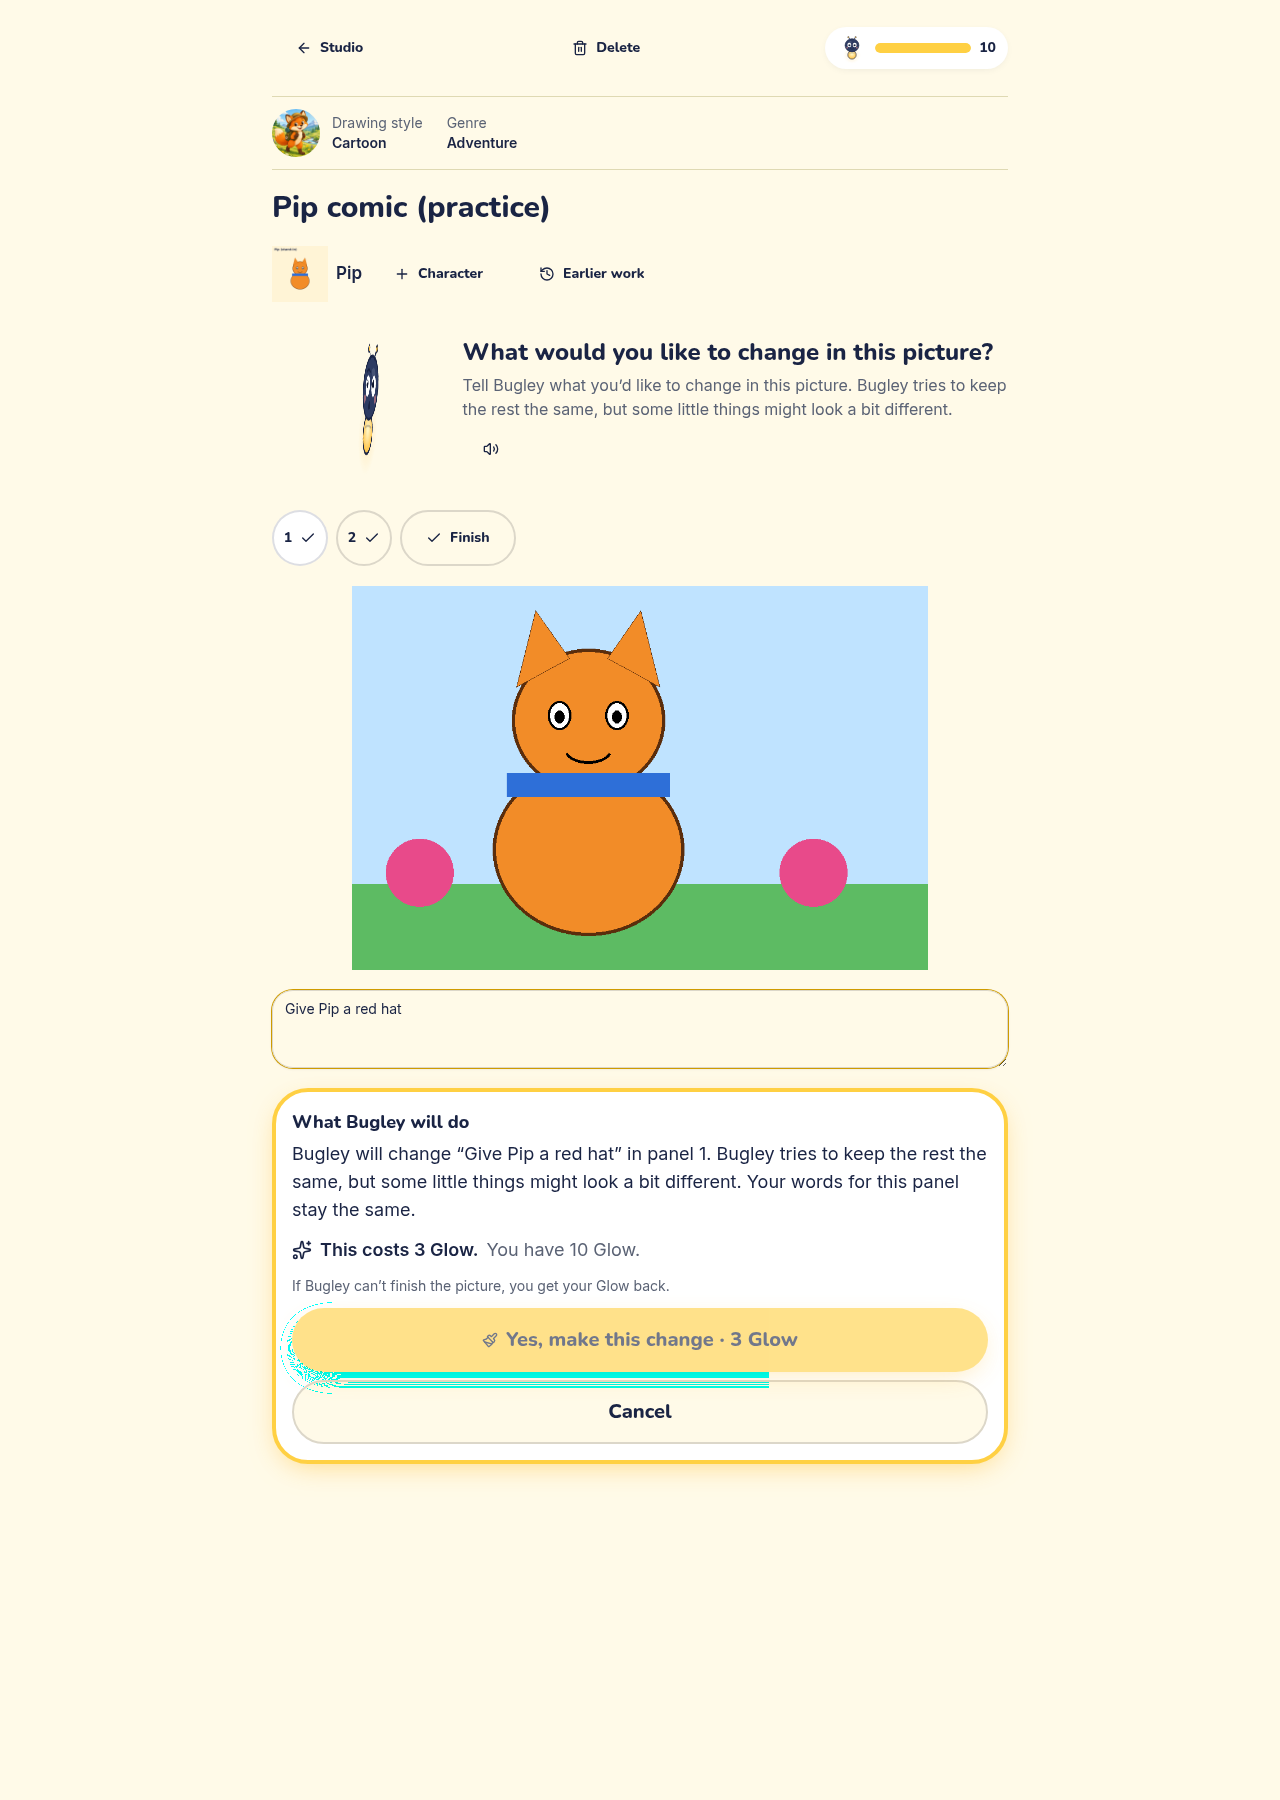 Studio
Delete
10
Drawing style
Cartoon
Genre
Adventure
Pip comic (practice)
Pip
Character
Earlier work
What would you like to change in this picture?
Tell Bugley what you’d like to change in this picture. Bugley tries to keep
the rest the same, but some little things might look a bit different.
1
2
Finish
Give Pip a red hat
What Bugley will do
Bugley will change “Give Pip a red hat” in panel 1. Bugley tries to keep the rest the
same, but some little things might look a bit different. Your words for this panel
stay the same.
This costs 3 Glow. You have 10 Glow.
If Bugley can’t finish the picture, you get your Glow back.
Yes, make this change · 3 Glow
Cancel